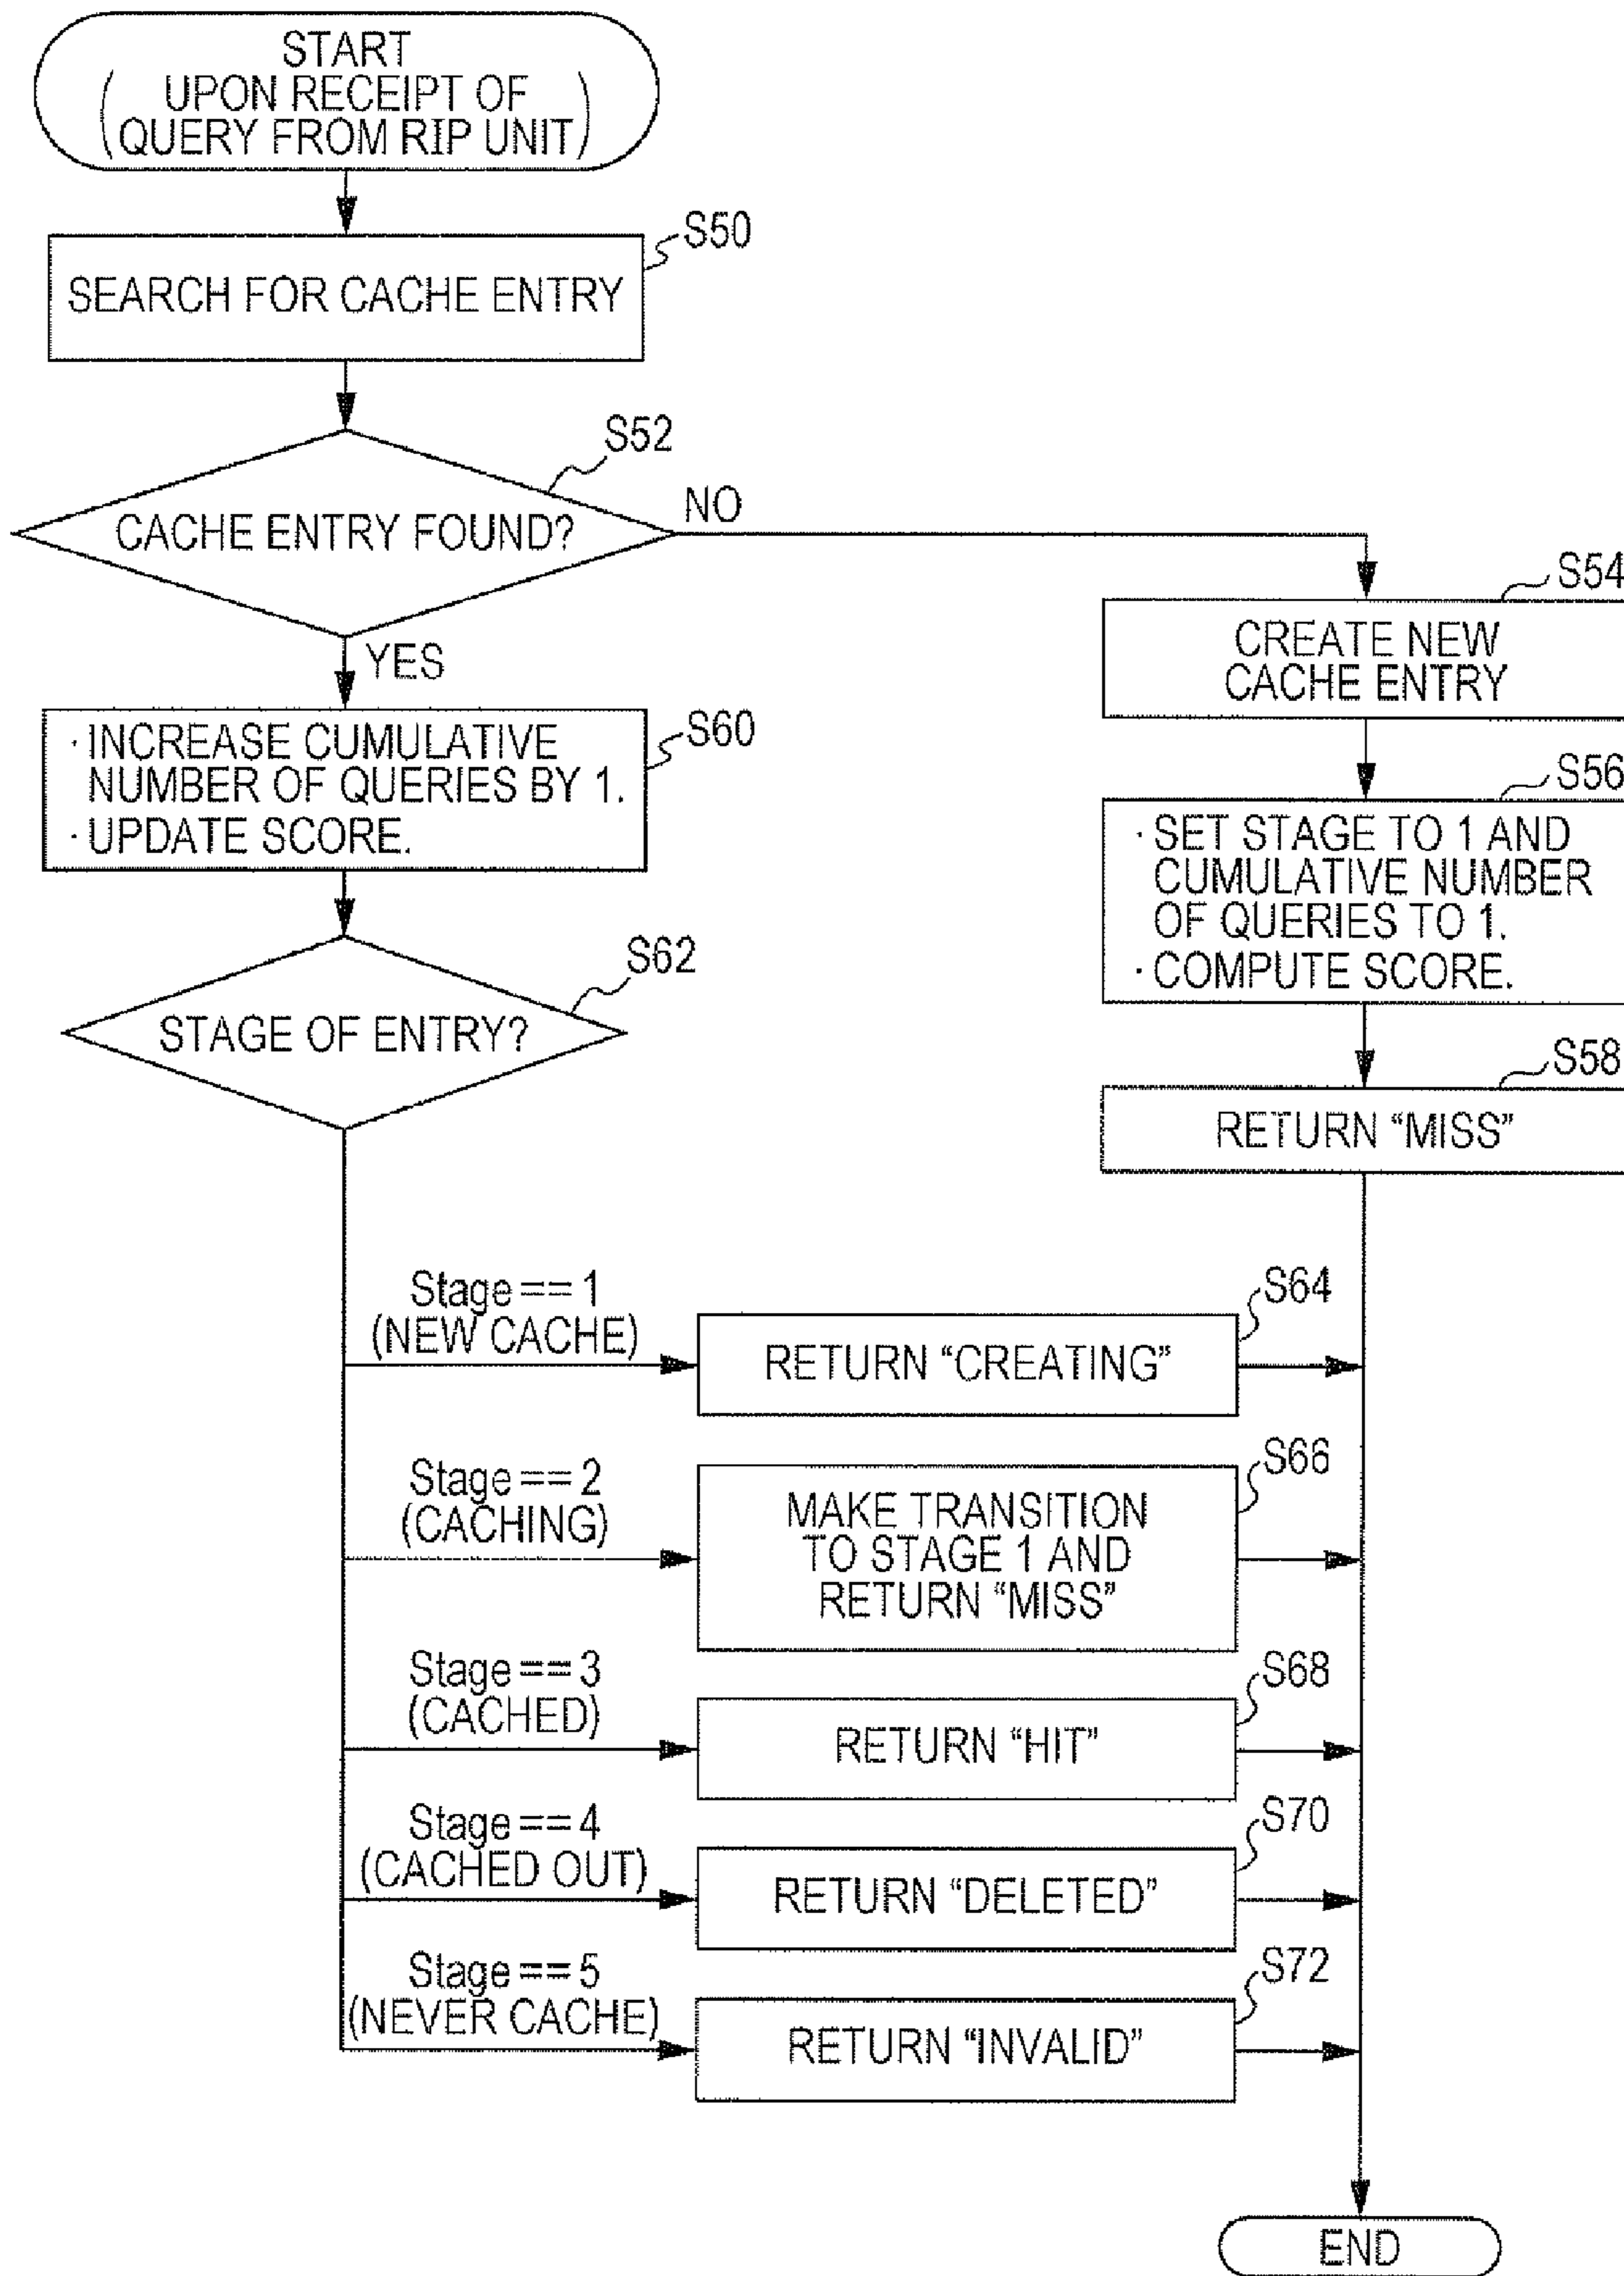 START
(UPON RECEIPT OF
QUERY FROM RIP UNIT)
S50
SEARCH FOR CACHE ENTRY
S52
CACHE ENTRY FOUND?
NO
YES
S54
CREATE NEW
CACHE ENTRY
S56
· SET STAGE TO 1 AND
CUMULATIVE NUMBER
OF QUERIES TO 1.
· COMPUTE SCORE.
S58
RETURN “MISS”
S60
· INCREASE CUMULATIVE
NUMBER OF QUERIES BY 1.
· UPDATE SCORE.
S62
STAGE OF ENTRY?
Stage == 1
(NEW CACHE)
S64
RETURN “CREATING”
Stage == 2
(CACHING)
S66
MAKE TRANSITION
TO STAGE 1 AND
RETURN “MISS”
Stage == 3
(CACHED)
S68
RETURN “HIT”
Stage == 4
(CACHED OUT)
S70
RETURN “DELETED”
Stage == 5
(NEVER CACHE)
S72
RETURN “INVALID”
END